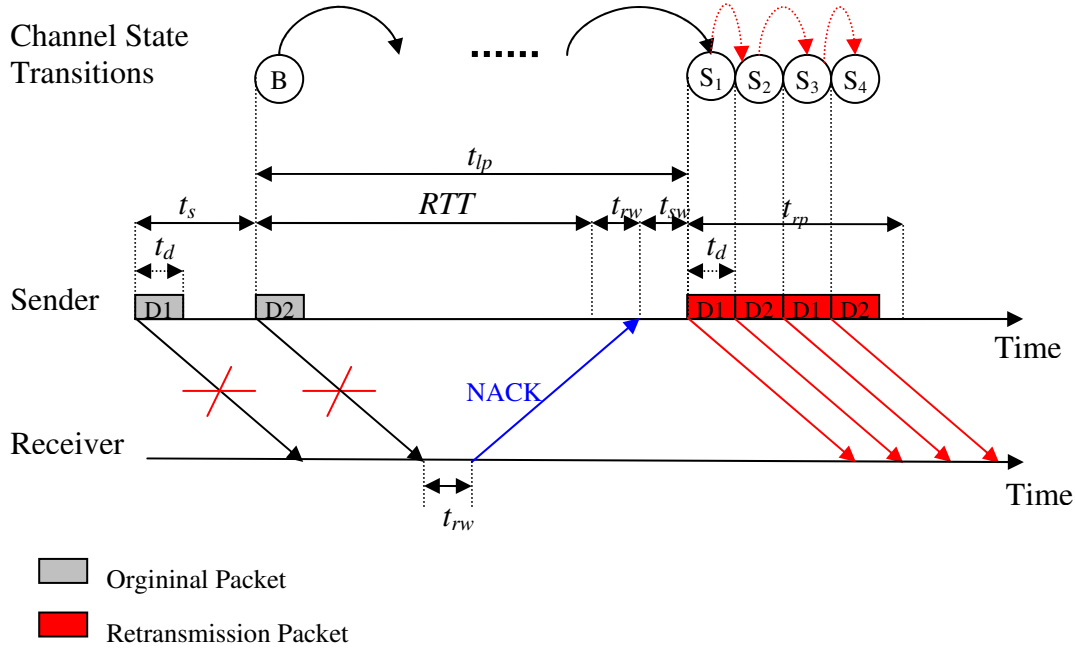 Channel State
Transitions
B
S1
S2
S3
S4
tlp
ts
RTT
trw
tsw
trp
td
td
Sender
D1
D2
D1
D2
D1
D2
Time
NACK
Receiver
Time
trw
Orgininal Packet
Retransmission Packet